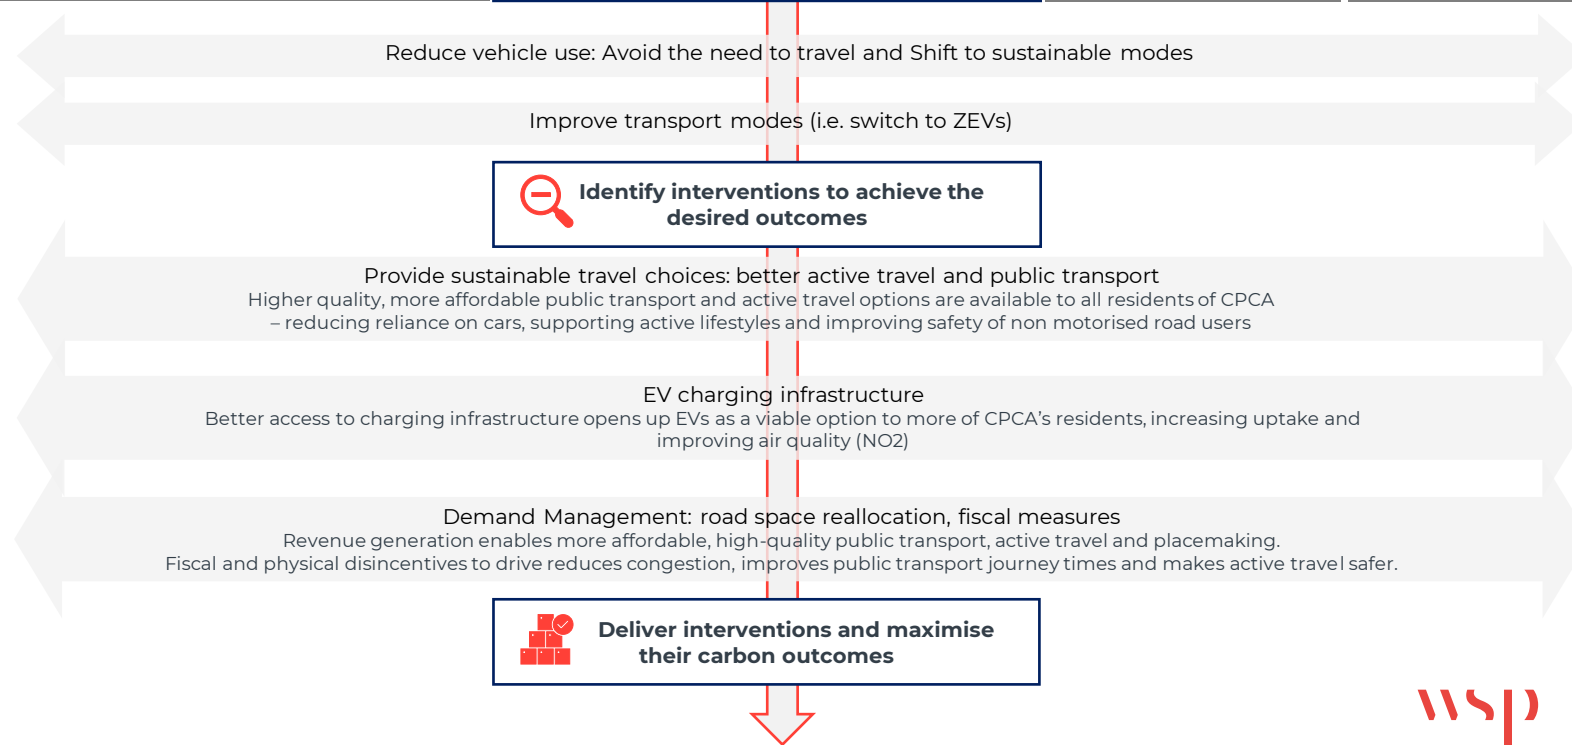 Reduce vehicle use: Avoid the need to travel and Shift to sustainable modes
Improve transport modes (i.e. switch to ZEVs)
Identify interventions to achieve the
desired outcomes
Provide sustainable travel choices: better active travel and public transport
Higher quality, more affordable public transport and active travel options are available to all residents of CPCA
– reducing reliance on cars, supporting active lifestyles and improving safety of non motorised road users
EV charging infrastructure
Better access to charging infrastructure opens up EVs as a viable option to more of CPCA's residents, increasing uptake and
improving air quality (NO2)
Demand Management: road space reallocation, fiscal measures
Revenue generation enables more affordable, high-quality public transport, active travel and placemaking.
Fiscal and physical disincentives to drive reduces congestion, improves public transport journey times and makes active travel safer.
Deliver interventions and maximise
their carbon outcomes
wsp